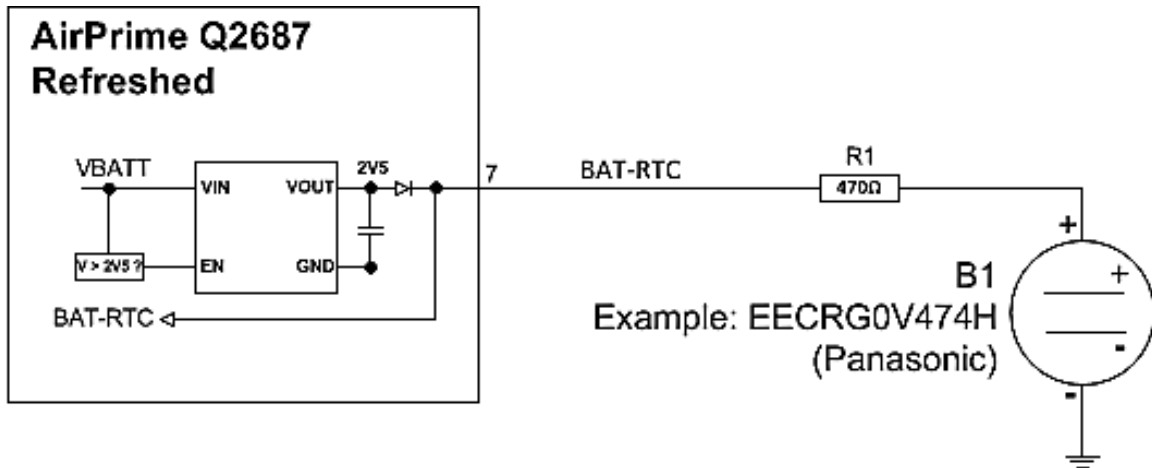 AirPrime Q2687
Refreshed
VBATT
VIN
VOUT
2V5
7
BAT-RTC
R1
470Ω
V > 2V5 ?
EN
GND
BAT-RTC
+
+
B1
Example: EECRG0V474H
(Panasonic)
-
-